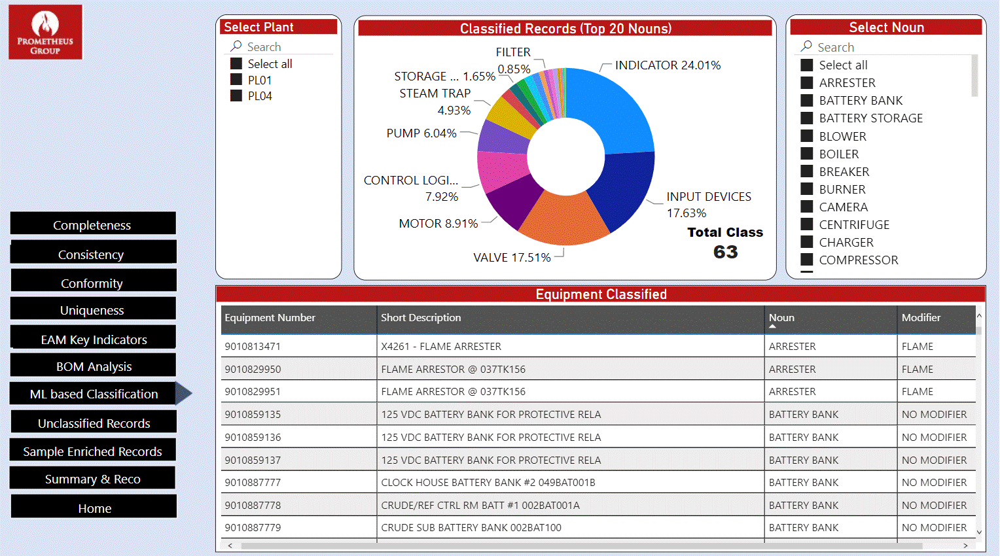 PROMETHEUS
GROUP
Completeness
Consistency
Conformity
Uniqueness
EAM Key Indicators
BOM Analysis
ML based Classification
Unclassified Records
Sample Enriched Records
Summary & Reco
Home
Select Plant
Search
Select all
PL01
PL04
Classified Records (Top 20 Nouns)
FILTER
0.85%
STORAGE ... 1.65%
STEAM TRAP
4.93%
PUMP 6.04%
CONTROL LOGI...
7.92%
MOTOR 8.91%
VALVE 17.51%
INDICATOR 24.01%
INPUT DEVICES
17.63%
Total Class
63
Select Noun
Search
Select all
ARRESTER
BATTERY BANK
BATTERY STORAGE
BLOWER
BOILER
BREAKER
BURNER
CAMERA
CENTRIFUGE
CHARGER
COMPRESSOR
Equipment Classified
Equipment Number Short Description Noun Modifier
9010813471 X4261 - FLAME ARRESTER ARRESTER FLAME
9010829950 FLAME ARRESTOR @ 037TK156 ARRESTER FLAME
9010829951 FLAME ARRESTOR @ 037TK156 ARRESTER FLAME
9010859135 125 VDC BATTERY BANK FOR PROTECTIVE RELA BATTERY BANK NO MODIFIER
9010859136 125 VDC BATTERY BANK FOR PROTECTIVE RELA BATTERY BANK NO MODIFIER
9010859137 125 VDC BATTERY BANK FOR PROTECTIVE RELA BATTERY BANK NO MODIFIER
9010887777 CLOCK HOUSE BATTERY BANK #2 049BAT001B BATTERY BANK NO MODIFIER
9010887778 CRUDE/REF CTRL RM BATT #1 002BAT001A BATTERY BANK NO MODIFIER
9010887779 CRUDE SUB BATTERY BANK 002BAT100 BATTERY BANK NO MODIFIER